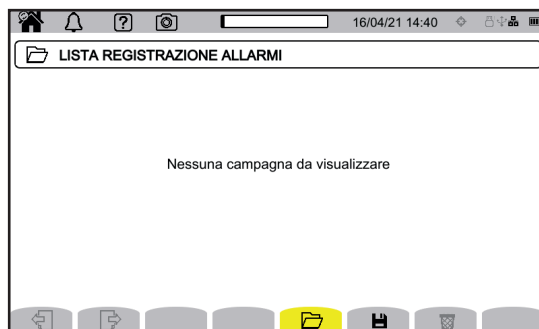 16/04/21 14:40
LISTA REGISTRAZIONE ALLARMI
Nessuna campagna da visualizzare